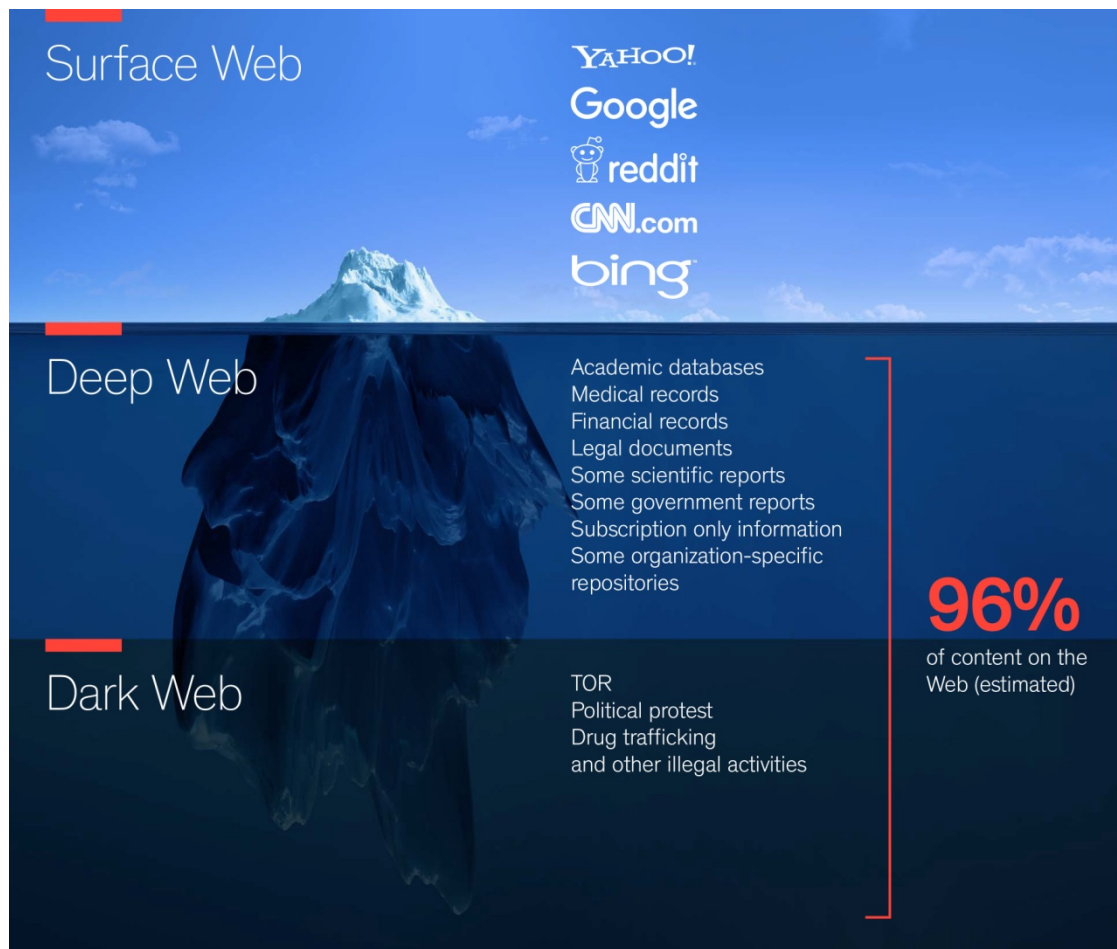 Surface Web
YAHOO!
Google
reddit
CNN.com
bing
Deep Web
Academic databases
Medical records
Financial records
Legal documents
Some scientific reports
Some government reports
Subscription only information
Some organization-specific
repositories
96%
of content on the
Web (estimated)
Dark Web
TOR
Political protest
Drug trafficking
and other illegal activities